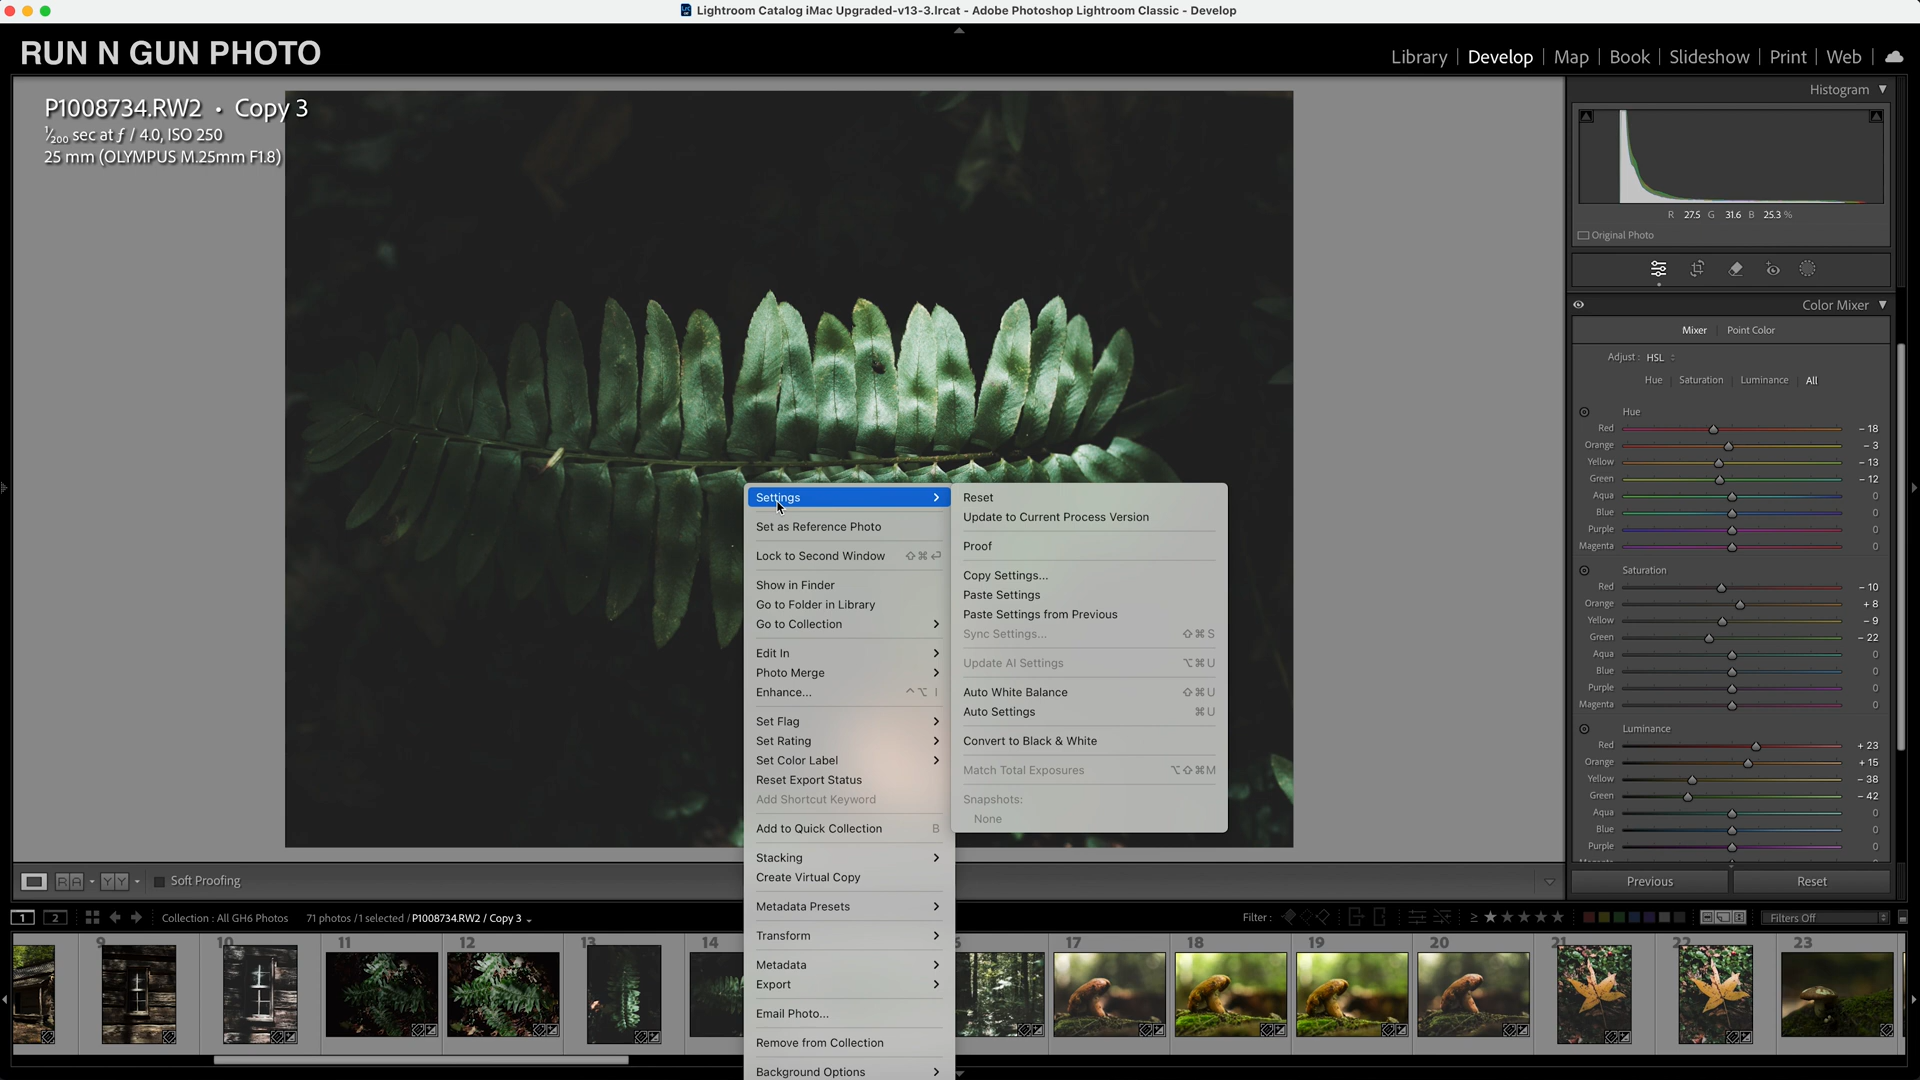 Lightroom Catalog iMac Upgraded-v13-3.lrcat - Adobe Photoshop Lightroom Classic - Develop
RUN N GUN PHOTO
Library | Develop | Map | Book | Slideshow | Print | Web
P1008734.RW2 • Copy 3
1/200 sec at ƒ / 4.0, ISO 250
25 mm (OLYMPUS M.25mm F1.8)
Histogram
R 27.5 G 31.6 B 25.3 %
Original Photo
Color Mixer
Mixer | Point Color
Adjust : HSL
Hue | Saturation | Luminance | All
Hue
Red - 18
Orange - 3
Yellow - 13
Green - 12
Aqua 0
Blue 0
Purple 0
Magenta 0
Saturation
Red - 10
Orange + 8
Yellow - 9
Green - 22
Aqua 0
Blue 0
Purple 0
Magenta 0
Luminance
Red + 23
Orange + 15
Yellow - 38
Green - 42
Aqua 0
Blue 0
Purple 0
Previous
Reset
Settings
Set as Reference Photo
Lock to Second Window ⇧⌘⏎
Show in Finder
Go to Folder in Library
Go to Collection
Edit In
Photo Merge
Enhance... ^⌥ I
Set Flag
Set Rating
Set Color Label
Reset Export Status
Add Shortcut Keyword
Add to Quick Collection B
Stacking
Create Virtual Copy
Metadata Presets
Transform
Metadata
Export
Email Photo...
Remove from Collection
Background Options
Reset
Update to Current Process Version
Proof
Copy Settings...
Paste Settings
Paste Settings from Previous
Sync Settings... ⇧⌘S
Update AI Settings ⌥⌘U
Auto White Balance ⇧⌘U
Auto Settings ⌘U
Convert to Black & White
Match Total Exposures ⌥⇧⌘M
Snapshots:
None
R A Y Y Soft Proofing
1 2 Collection : All GH6 Photos 71 photos / 1 selected / P1008734.RW2 / Copy 3
Filter : ≥ ★★★★★ Filters Off
9 10 11 12 13 14 17 18 19 20 21 22 23